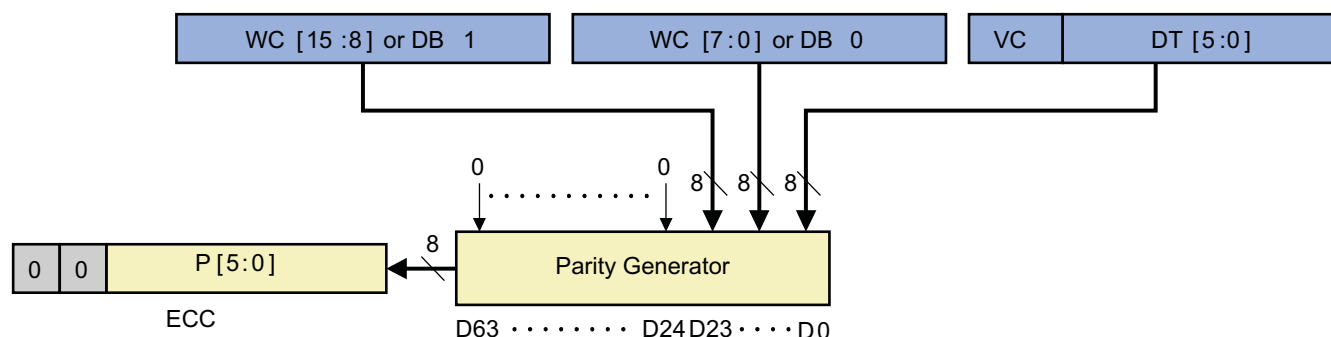 WC [15:8] or DB 1
WC [7:0] or DB 0
VC
DT [5:0]
0
0
8
8
8
8
0
0
P[5:0]
Parity Generator
ECC
D63 · · · · · · · · D24 D23 · · · · D0